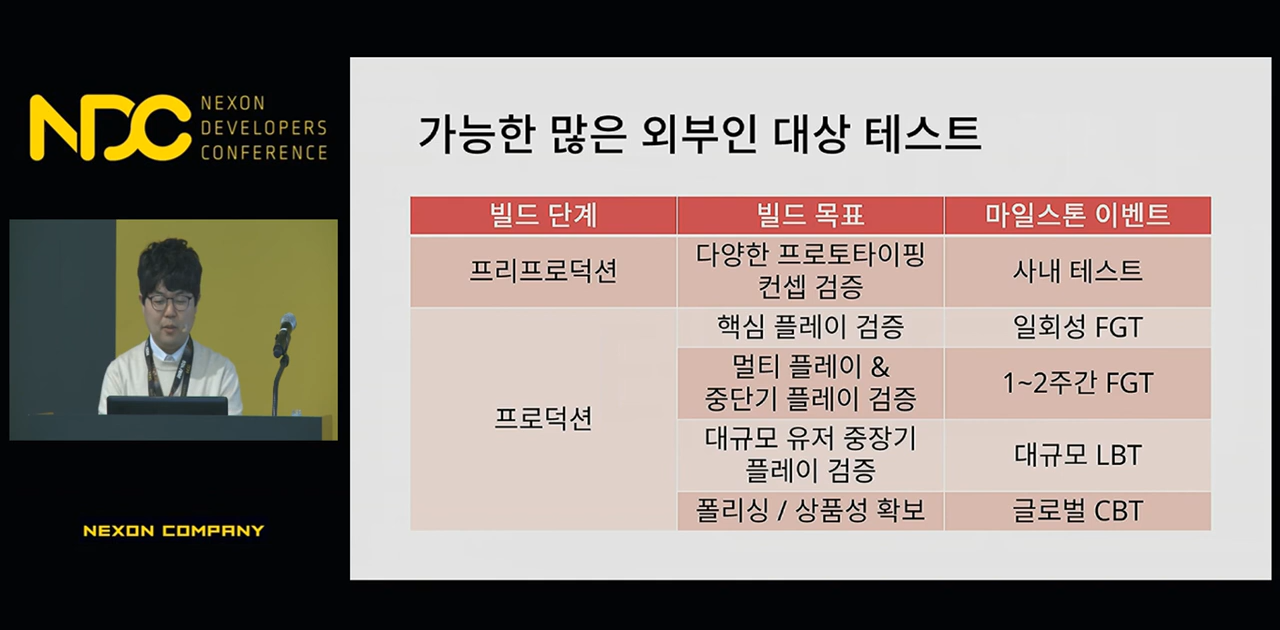 NDC
NEXON
DEVELOPERS
CONFERENCE
NEXON COMPANY
가능한 많은 외부인 대상 테스트
빌드 단계
빌드 목표
마일스톤 이벤트
프리프로덕션
다양한 프로토타이핑
컨셉 검증
사내 테스트
프로덕션
핵심 플레이 검증
일회성 FGT
멀티 플레이 &
중단기 플레이 검증
1~2주간 FGT
대규모 유저 중장기
플레이 검증
대규모 LBT
폴리싱 / 상품성 확보
글로벌 CBT